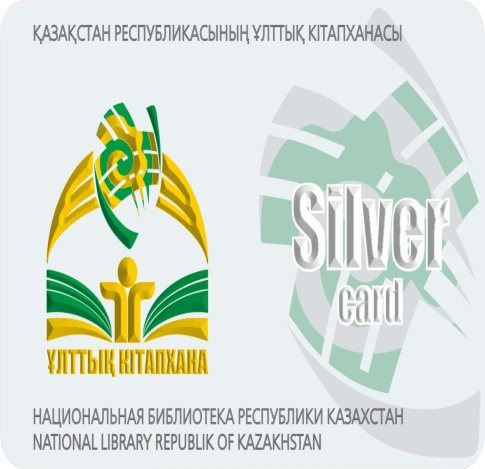 ҚАЗАҚСТАН РЕСПУБЛИКАСЫНЫҢ ҰЛТТЫҚ КІТАПХАНАСЫ
Silver
card
ҰЛТТЫҚ КІТАПХАНА
НАЦИОНАЛЬНАЯ БИБЛИОТЕКА РЕСПУБЛИКИ КАЗАХСТАН
NATIONAL LIBRARY REPUBLIK OF KAZAKHSTAN